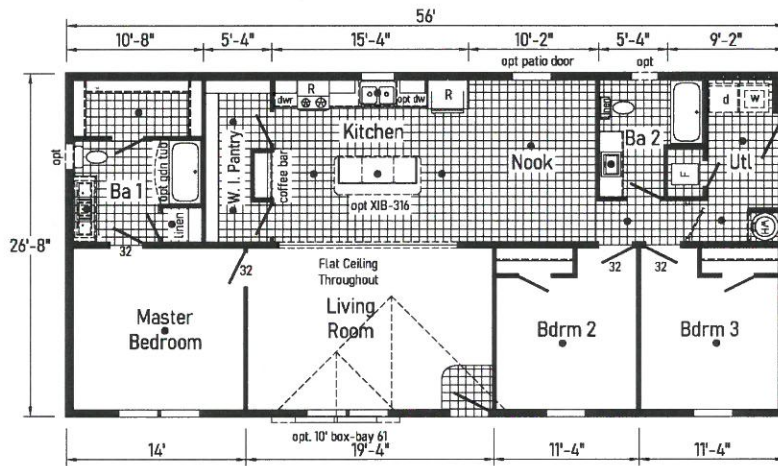 56'
10'-8" 5'-4" 15'-4" 10'-2" 5'-4" 9'-2"
opt patio door opt
R
dwr opt dw R
linen
d W
Kitchen
Ba 2
opt
Ba 1
opt gdn tub
linen
W. I. Pantry
coffee bar
opt XIB-316
Nook
F
Utl
26'-8"
32 32 32 32
Flat Ceiling
Throughout
Living
Room
Master
Bedroom
Bdrm 2 Bdrm 3
opt. 10' box-bay 61
14' 19'-4" 11'-4" 11'-4"